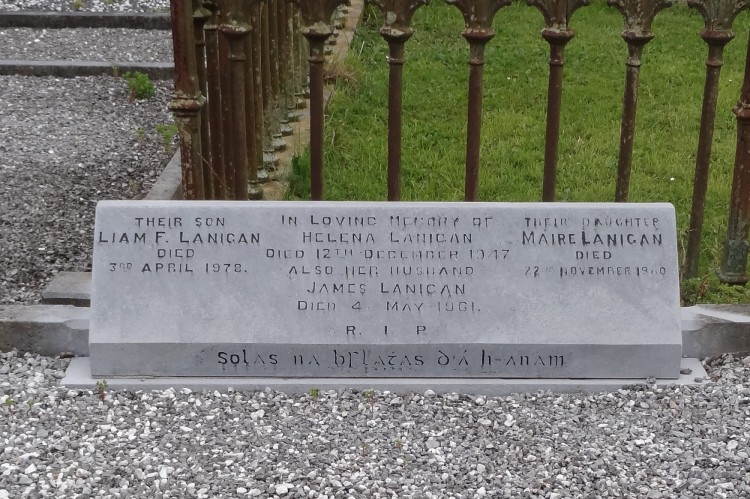 THEIR SON
LIAM F. LANIGAN
DIED
3RD APRIL 1978.
IN LOVING MEMORY OF
HELENA LANIGAN
DIED 12TH DECEMBER 1947
ALSO HER HUSBAND
JAMES LANIGAN
DIED 4 MAY 1961.
R. I. P.
THEIR DAUGHTER
MAIRE LANIGAN
DIED
22ND NOVEMBER
Solas na bflaṫas d'á h-anam